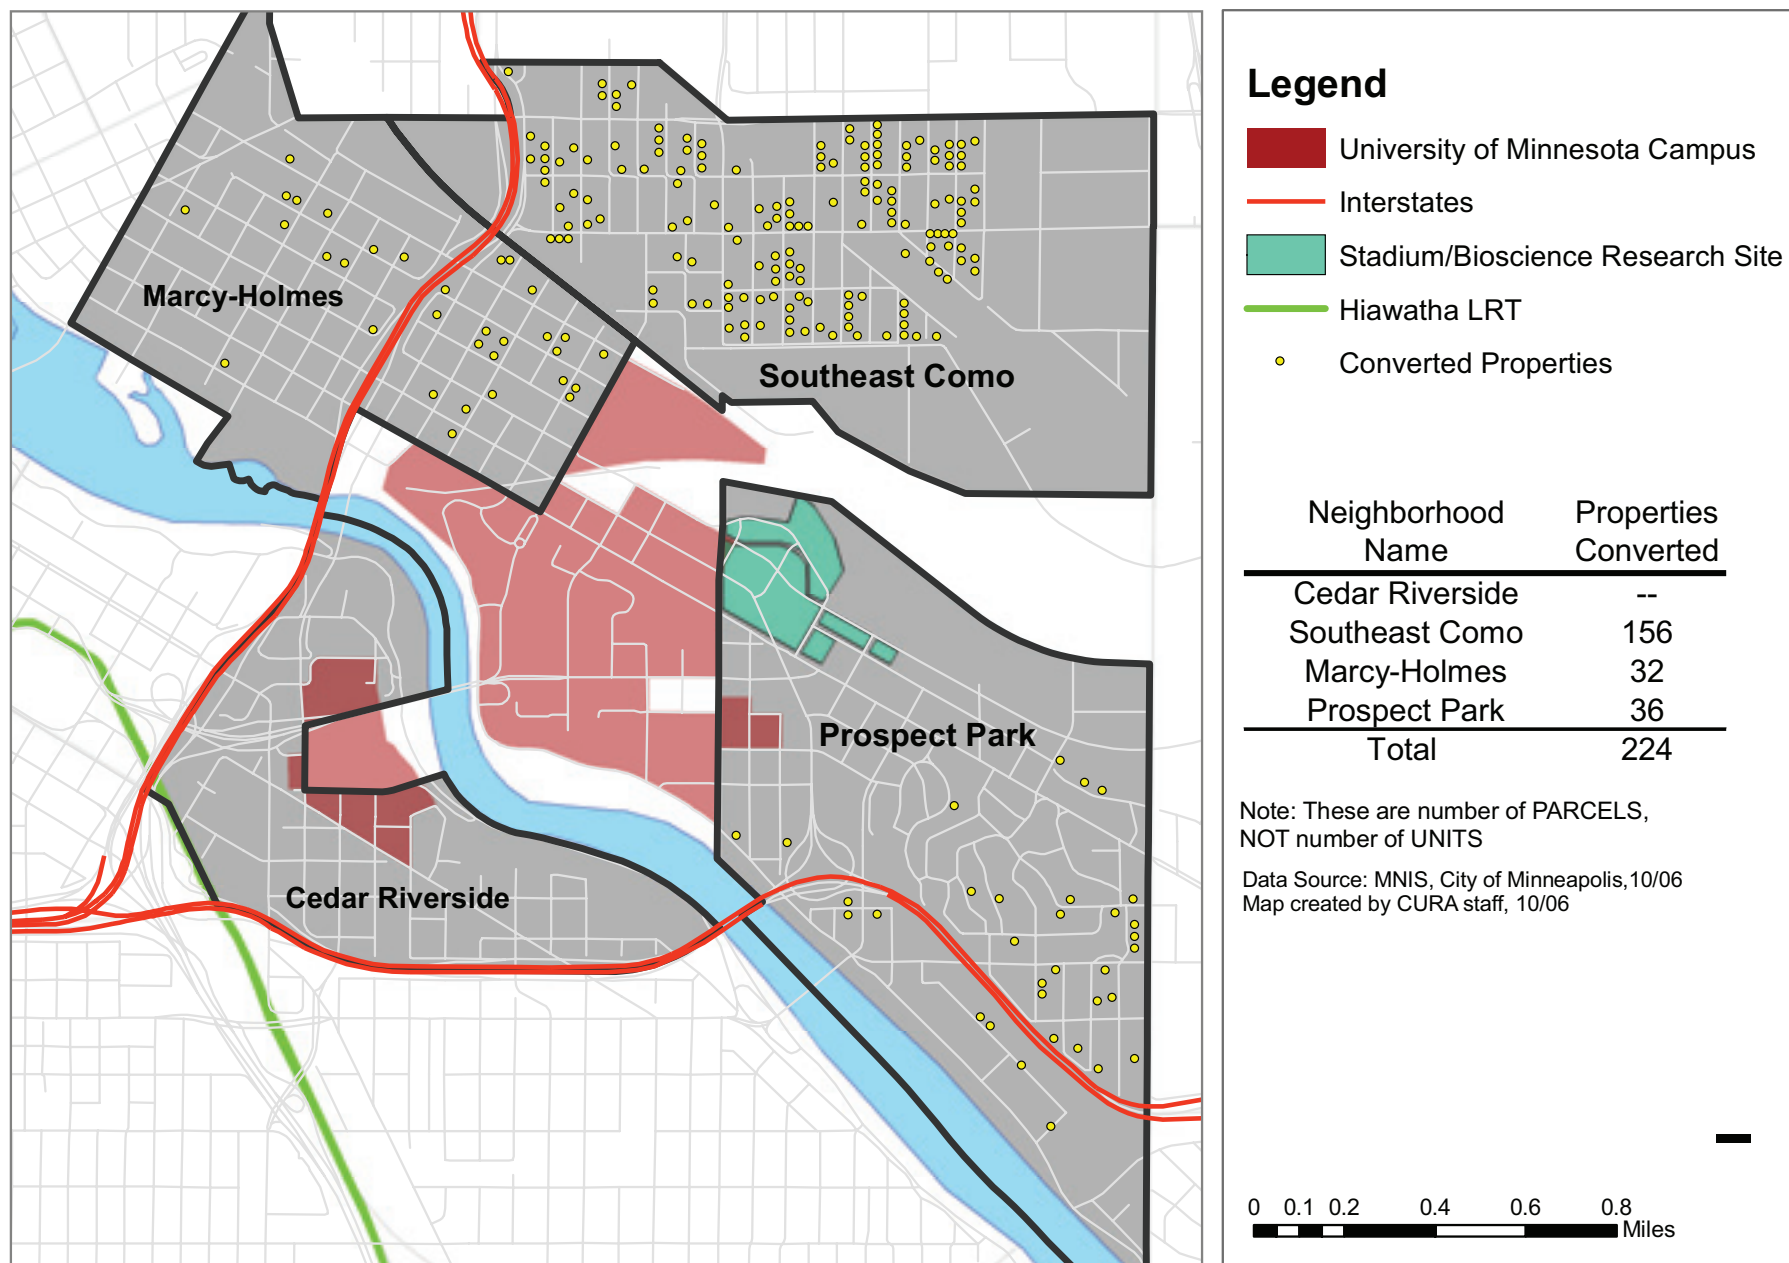 Marcy-Holmes
Southeast Como
Prospect Park
Cedar Riverside
Legend
University of Minnesota Campus
Interstates
Stadium/Bioscience Research Site
Hiawatha LRT
Converted Properties
Neighborhood Properties
Name Converted
Cedar Riverside --
Southeast Como 156
Marcy-Holmes 32
Prospect Park 36
Total 224
Note: These are number of PARCELS,
NOT number of UNITS
Data Source: MNIS, City of Minneapolis,10/06
Map created by CURA staff, 10/06
0 0.1 0.2 0.4 0.6 0.8
Miles